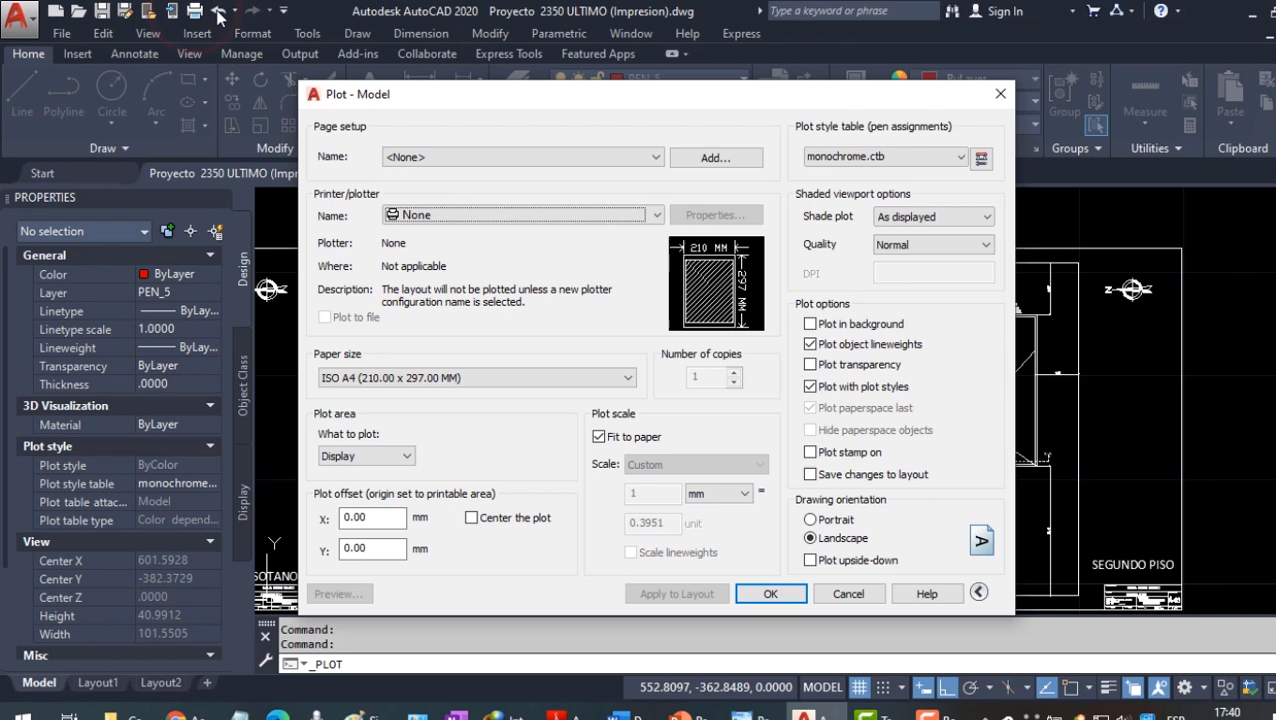 Autodesk AutoCAD 2020 Proyecto 2350 ULTIMO (Impresion).dwg Type a keyword or phrase Sign In
File Edit View Insert Format Tools Draw Dimension Modify Parametric Window Help Express
Home Insert Annotate View Manage Output Add-ins Collaborate Express Tools Featured Apps
PEN_5
Line Polyline Circle Arc Group Measure Paste
Draw Modify Groups Utilities Clipboard
Start Proyecto 2350 ULTIMO (Impre
PROPERTIES
No selection
General
Color ByLayer
Layer PEN_5
Linetype ByLay...
Linetype scale 1.0000
Lineweight ByLay...
Transparency ByLayer
Thickness .0000
3D Visualization
Material ByLayer
Plot style
Plot style ByColor
Plot style table monochrome...
Plot table attac... Model
Plot table type Color depend...
View
Center X 601.5928
Center Y -382.3729
Center Z .0000
Height 40.9912
Width 101.5505
Misc
Design
Object Class
Display
Plot - Model
Page setup
Name: <None> Add...
Printer/plotter
Name: None Properties...
Plotter: None
Where: Not applicable
Description: The layout will not be plotted unless a new plotter
configuration name is selected.
Plot to file
210 MM
297 MM
Paper size
ISO A4 (210.00 x 297.00 MM)
Number of copies
1
Plot area
What to plot:
Display
Plot offset (origin set to printable area)
X: 0.00 mm Center the plot
Y: 0.00 mm
Plot scale
Fit to paper
Scale: Custom
1 mm =
0.3951 unit
Scale lineweights
Plot style table (pen assignments)
monochrome.ctb
Shaded viewport options
Shade plot As displayed
Quality Normal
DPI
Plot options
Plot in background
Plot object lineweights
Plot transparency
Plot with plot styles
Plot paperspace last
Hide paperspace objects
Plot stamp on
Save changes to layout
Drawing orientation
Portrait
Landscape
Plot upside-down
A
Preview... Apply to Layout OK Cancel Help
Z
Y
SOTANO
SEGUNDO PISO
Command:
Command:
_PLOT
Model Layout1 Layout2 +
552.8097, -362.8489, 0.0000 MODEL
17:40